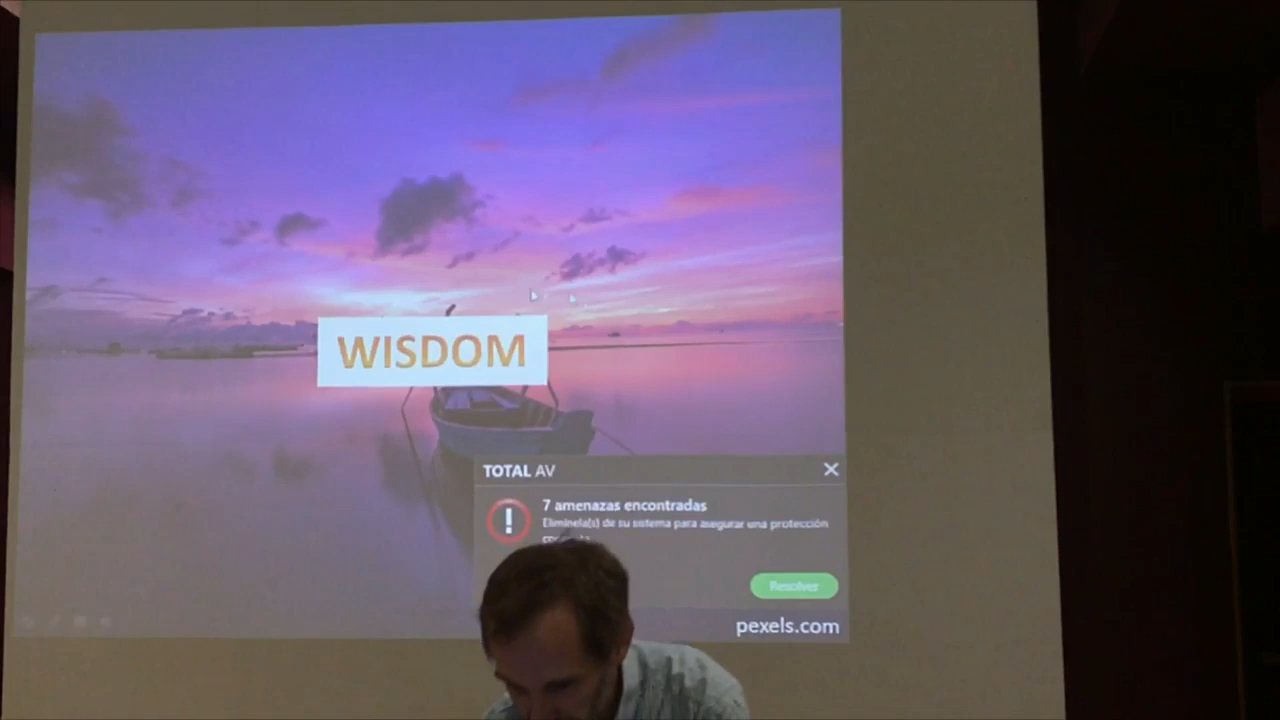 WISDOM
TOTAL AV
7 amenazas encontradas
Elimínela(s) de su sistema para asegurar una protección
Resolver
pexels.com